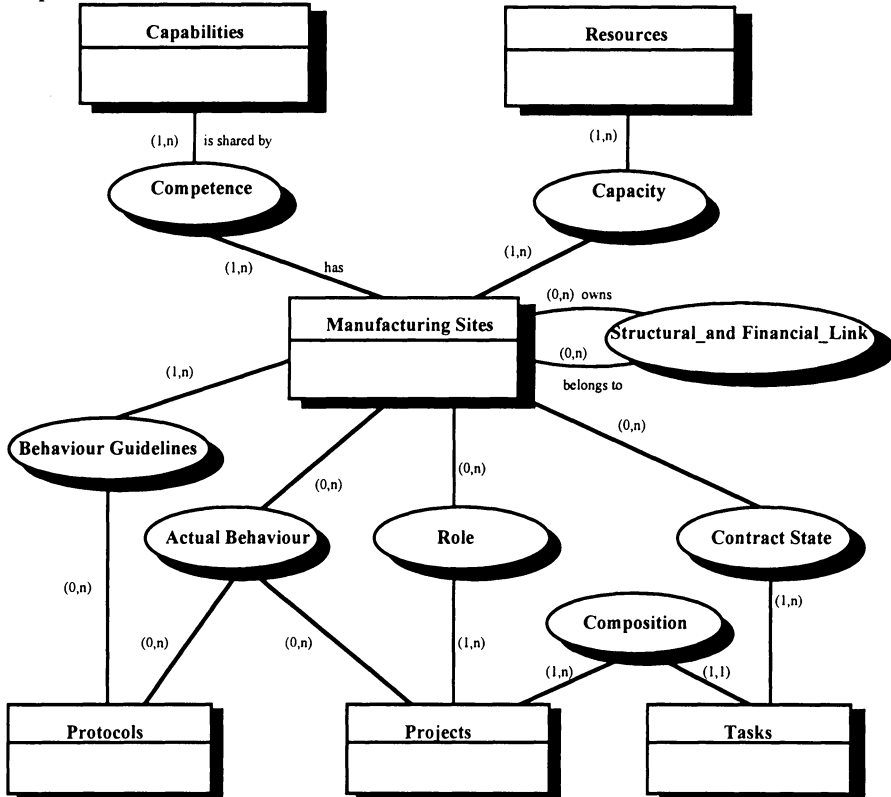 Capabilities
Resources
(1,n) is shared by
(1,n)
Competence
Capacity
(1,n) has
(1,n)
(0,n) owns
Manufacturing Sites
Structural_and Financial_Link
(0,n)
belongs to
(1,n)
(0,n)
Behaviour Guidelines
(0,n)
(0,n)
Actual Behaviour
Role
Contract State
(0,n)
(1,n)
Composition
(0,n)
(0,n)
(1,n)
(1,n)
(1,1)
Protocols
Projects
Tasks